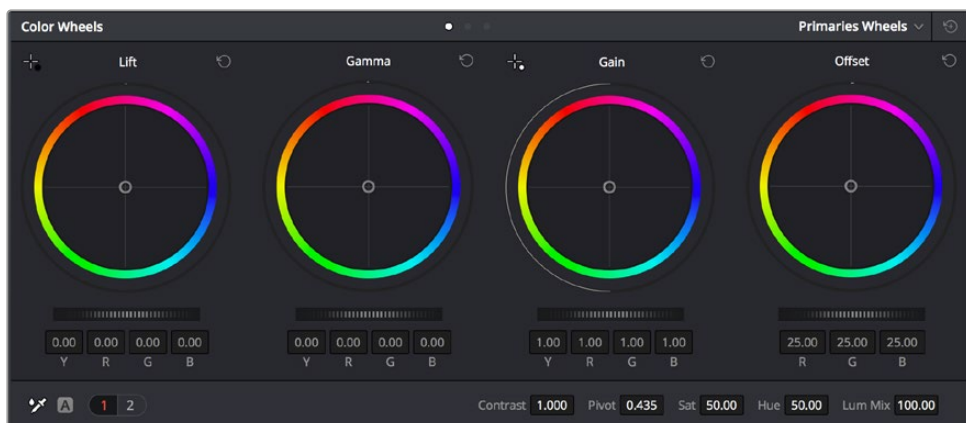 Color Wheels Primaries Wheels
Lift Gamma Gain Offset
0.00 0.00 0.00 0.00 0.00 0.00 0.00 0.00 1.00 1.00 1.00 1.00 25.00 25.00 25.00
Y R G B Y R G B Y R G B R G B
A 1 2 Contrast 1.000 Pivot 0.435 Sat 50.00 Hue 50.00 Lum Mix 100.00